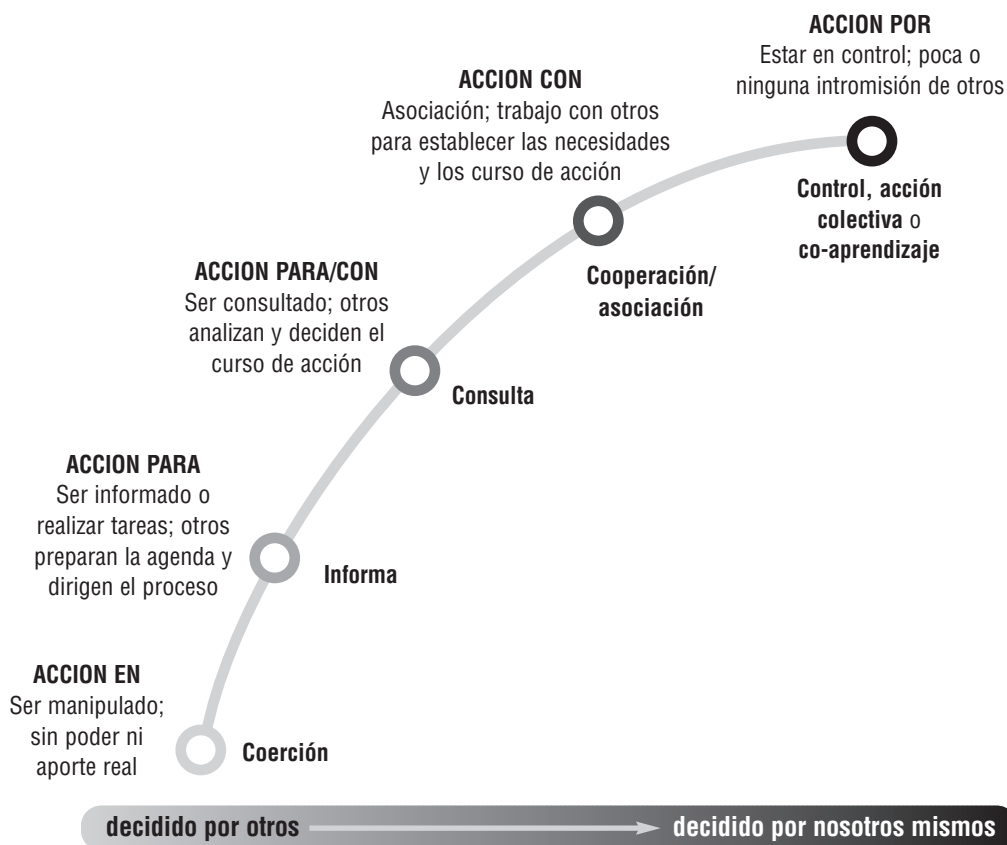 ACCION POR
Estar en control; poca o
ninguna intromisión de otros
Control, acción
colectiva o
co-aprendizaje
ACCION CON
Asociación; trabajo con otros
para establecer las necesidades
y los curso de acción
Cooperación/
asociación
ACCION PARA/CON
Ser consultado; otros
analizan y deciden el
curso de acción
Consulta
ACCION PARA
Ser informado o
realizar tareas; otros
preparan la agenda y
dirigen el proceso
Informa
ACCION EN
Ser manipulado;
sin poder ni
aporte real
Coerción
decidido por otros
decidido por nosotros mismos